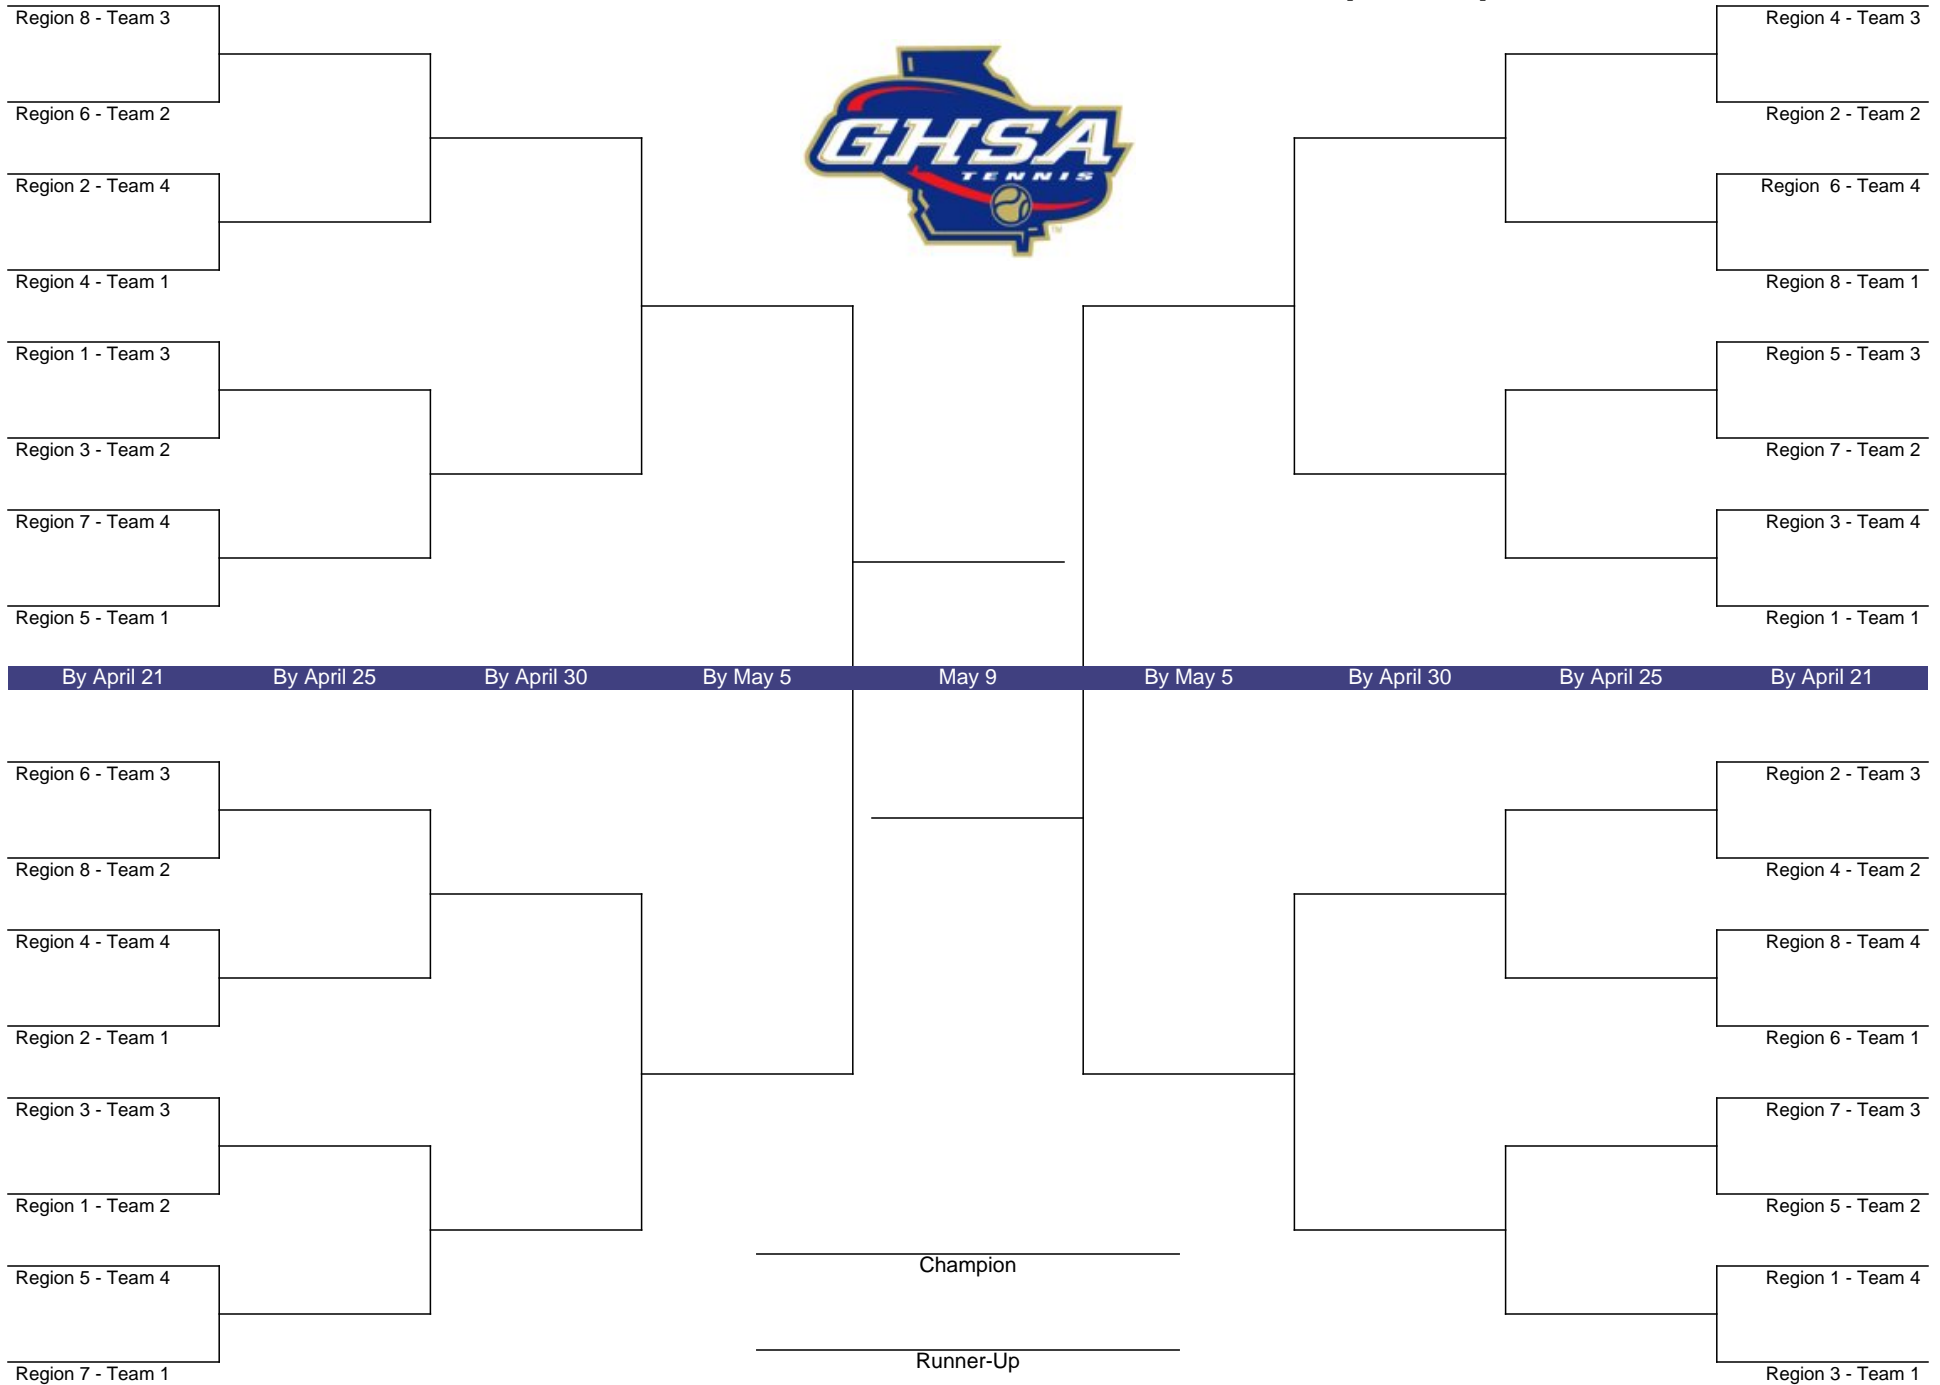 Region 8 - Team 3
Region 6 - Team 2
Region 2 - Team 4
Region 4 - Team 1
Region 1 - Team 3
Region 3 - Team 2
Region 7 - Team 4
Region 5 - Team 1
GHSA
TENNIS
TM
Region 4 - Team 3
Region 2 - Team 2
Region  6 - Team 4
Region 8 - Team 1
Region 5 - Team 3
Region 7 - Team 2
Region 3 - Team 4
Region 1 - Team 1
By April 21 By April 25 By April 30 By May 5 May 9 By May 5 By April 30 By April 25 By April 21
Region 6 - Team 3
Region 8 - Team 2
Region 4 - Team 4
Region 2 - Team 1
Region 3 - Team 3
Region 1 - Team 2
Region 5 - Team 4
Region 7 - Team 1
Champion
Runner-Up
Region 2 - Team 3
Region 4 - Team 2
Region 8 - Team 4
Region 6 - Team 1
Region 7 - Team 3
Region 5 - Team 2
Region 1 - Team 4
Region 3 - Team 1